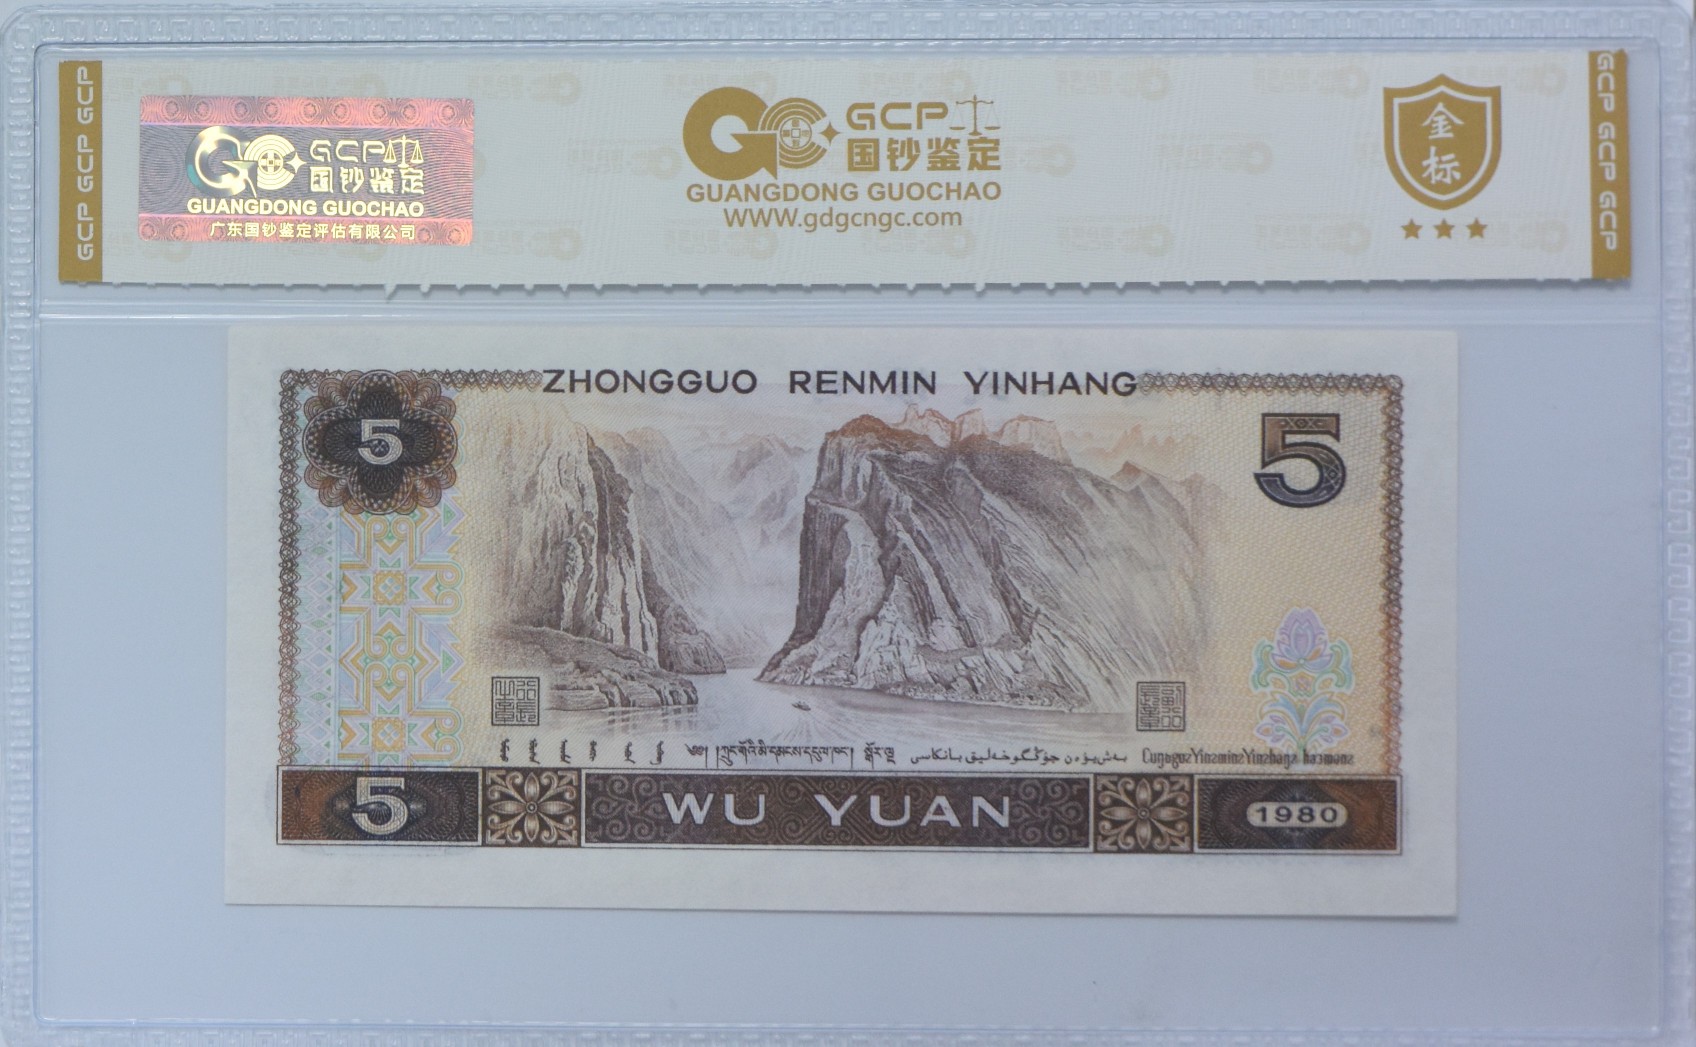 GCP GCP GCP
GCP 国钞鉴定
GUANGDONG GUOCHAO
广东国钞鉴定评估有限公司
GCP
国钞鉴定
GUANGDONG GUOCHAO
WWW.gdgcngc.com
金标
GCP GCP GCP
ZHONGGUO RENMIN YINHANG
5
5
5 WU YUAN 1980